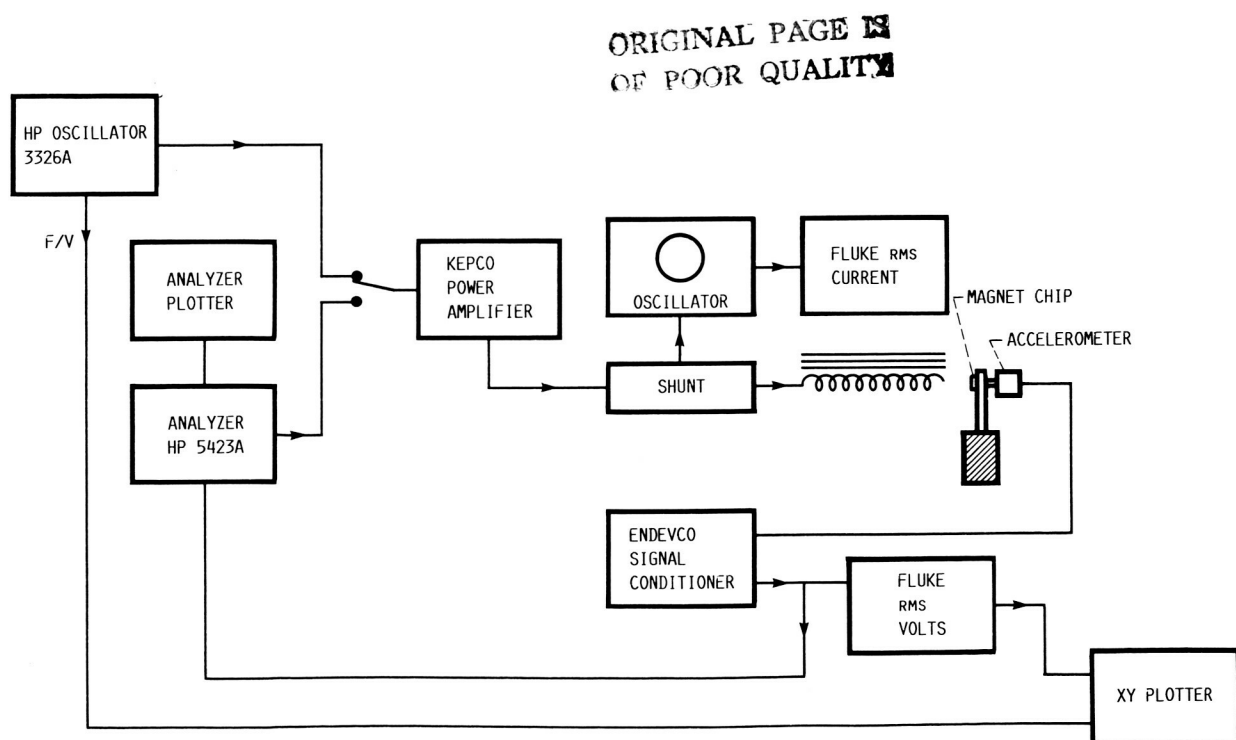 ORIGINAL PAGE IS
OF POOR QUALITY
HP OSCILLATOR
3326A
F/V
ANALYZER
PLOTTER
ANALYZER
HP 5423A
KEPCO
POWER
AMPLIFIER
OSCILLATOR
FLUKE RMS
CURRENT
SHUNT
MAGNET CHIP
ACCELEROMETER
ENDEVCO
SIGNAL
CONDITIONER
FLUKE
RMS
VOLTS
XY PLOTTER